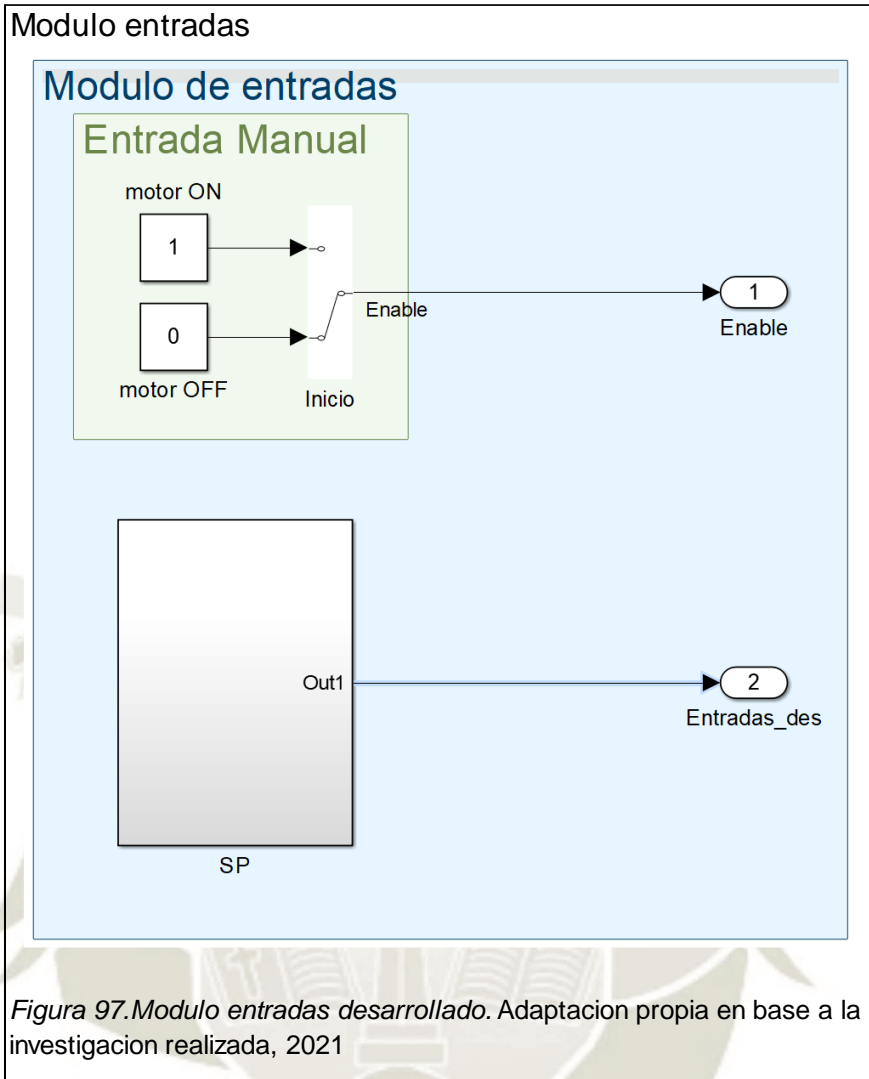 Modulo entradas
Modulo de entradas
Entrada Manual
motor ON
1
0
motor OFF
Inicio
Enable
1
Enable
Out1
SP
2
Entradas_des
Figura 97.Modulo entradas desarrollado. Adaptacion propia en base a la
investigacion realizada, 2021